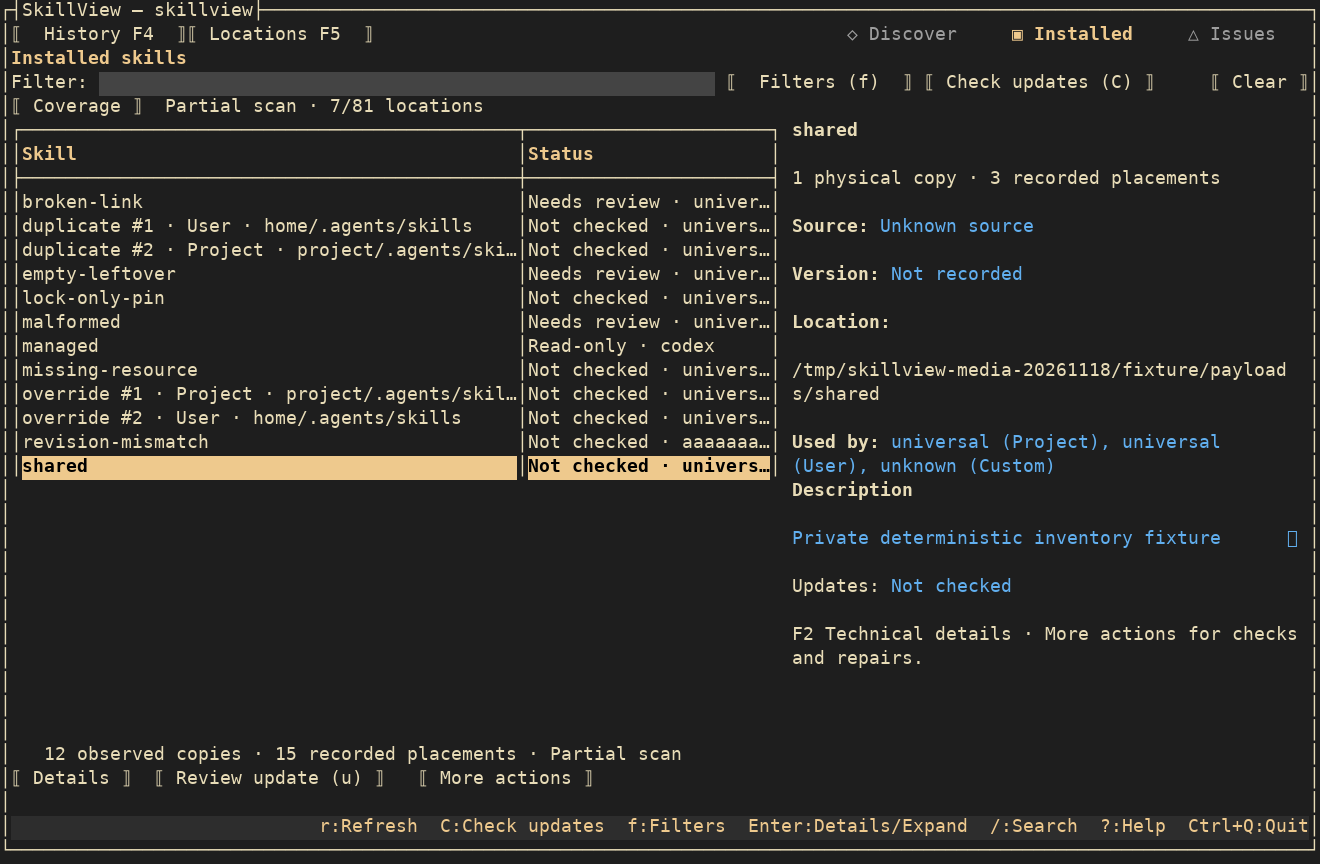 SkillView — skillview
History F4 Locations F5 ◇ Discover ▣ Installed △ Issues
Installed skills
Filter: Filters (f) Check updates (C) Clear
Coverage Partial scan · 7/81 locations
Skill Status
broken-link Needs review · univer…
duplicate #1 · User · home/.agents/skills Not checked · univers…
duplicate #2 · Project · project/.agents/ski… Not checked · univers…
empty-leftover Needs review · univer…
lock-only-pin Not checked · univers…
malformed Needs review · univer…
managed Read-only · codex
missing-resource Not checked · univers…
override #1 · Project · project/.agents/skil… Not checked · univers…
override #2 · User · home/.agents/skills Not checked · univers…
revision-mismatch Not checked · aaaaaaa…
shared Not checked · univers…
shared
1 physical copy · 3 recorded placements
Source: Unknown source
Version: Not recorded
Location:
/tmp/skillview-media-20261118/fixture/payload
s/shared
Used by: universal (Project), universal
(User), unknown (Custom)
Description
Private deterministic inventory fixture
Updates: Not checked
F2 Technical details · More actions for checks
and repairs.
12 observed copies · 15 recorded placements · Partial scan
Details Review update (u) More actions
r:Refresh C:Check updates f:Filters Enter:Details/Expand /:Search ?:Help Ctrl+Q:Quit